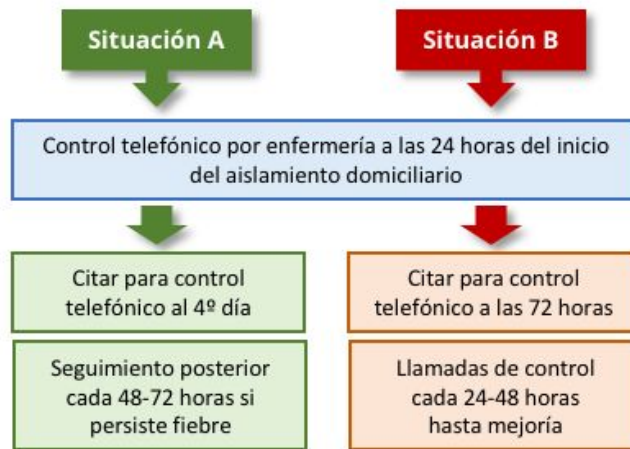 Situación A
Situación B
Control telefónico por enfermería a las 24 horas del inicio
del aislamiento domiciliario
Citar para control
telefónico al 4º día
Citar para control
telefónico a las 72 horas
Seguimiento posterior
cada 48-72 horas si
persiste fiebre
Llamadas de control
cada 24-48 horas
hasta mejoría